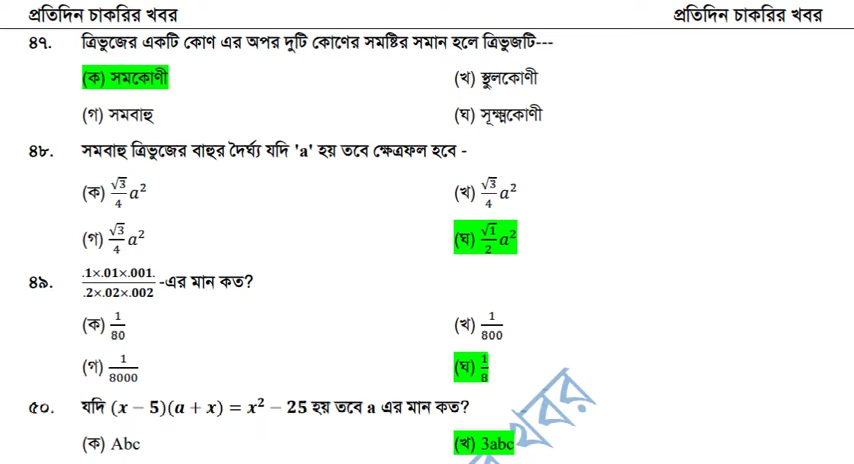 প্রতিদিন চাকরির খবর প্রতিদিন চাকরির খবর
৪৭. ত্রিভুজের একটি কোণ এর অপর দুটি কোণের সমষ্টির সমান হলে ত্রিভুজটি---
(ক) সমকোণী (খ) স্থুলকোণী
(গ) সমবাহু (ঘ) সূক্ষ্মকোণী
৪৮. সমবাহু ত্রিভুজের বাহুর দৈর্ঘ্য যদি 'a' হয় তবে ক্ষেত্রফল হবে -
(ক) √3/4 a² (খ) √3/4 a²
(গ) √3/4 a² (ঘ) √1/2 a²
৪৯. .1×.01×.001./.2×.02×.002 -এর মান কত?
(ক) 1/80 (খ) 1/800
(গ) 1/8000 (ঘ) 1/8
৫০. যদি (x − 5)(a + x) = x² − 25 হয় তবে a এর মান কত?
(ক) Abc (খ) 3abc
খবর